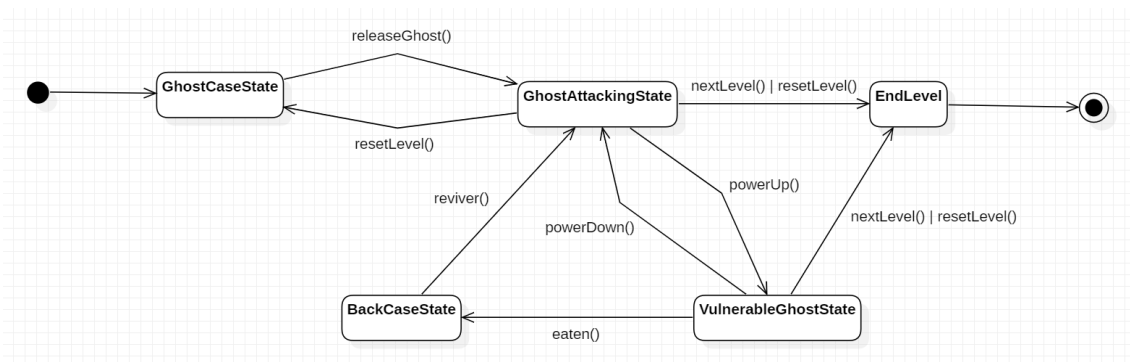 releaseGhost()
GhostCaseState
GhostAttackingState
nextLevel() | resetLevel()
EndLevel
resetLevel()
reviver()
powerUp()
powerDown()
nextLevel() | resetLevel()
BackCaseState
VulnerableGhostState
eaten()